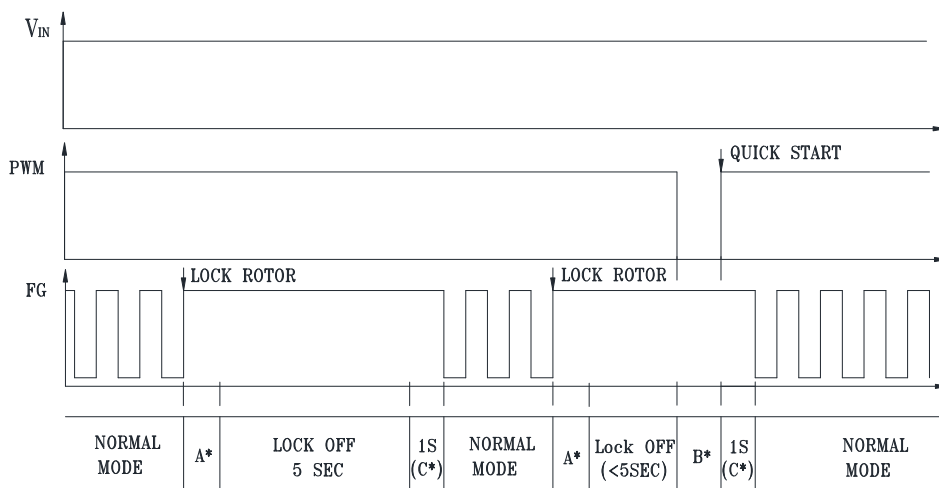 VIN
PWM
QUICK START
FG
LOCK ROTOR
LOCK ROTOR
NORMAL
MODE
A*
LOCK OFF
5 SEC
1S
(C*)
NORMAL
MODE
A*
Lock OFF
(<5SEC)
B*
1S
(C*)
NORMAL
MODE